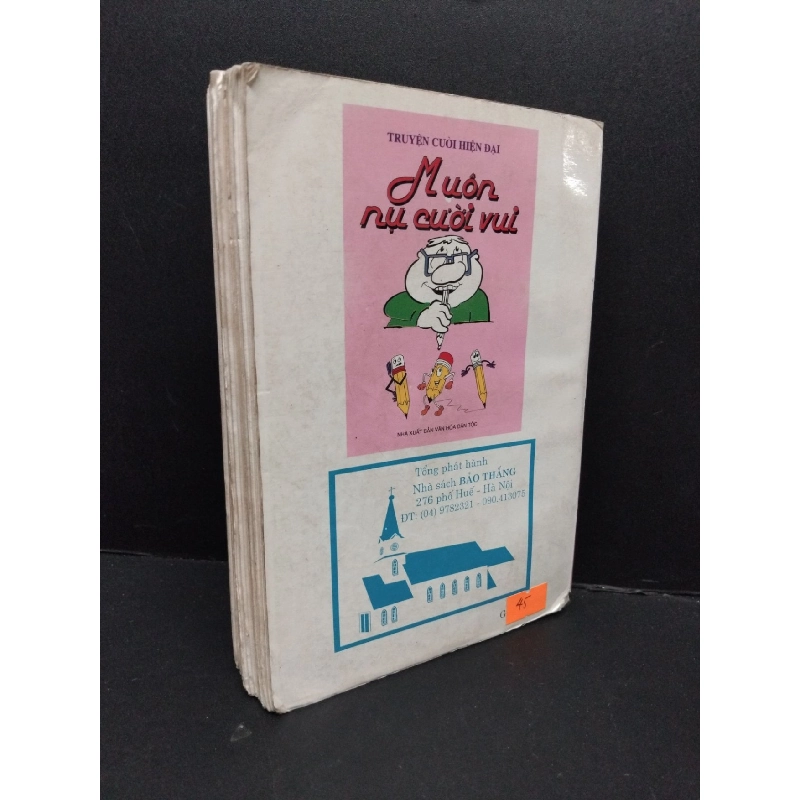 TRUYỆN CƯỜI HIỆN ĐẠI
Muôn
nụ cười vui
NHÀ XUẤT BẢN VĂN HÓA DÂN TỘC
Tổng phát hành
Nhà sách BẢO THẮNG
276 phố Huế - Hà Nội
ĐT: (04) 9782321 - 090.413075
G
45